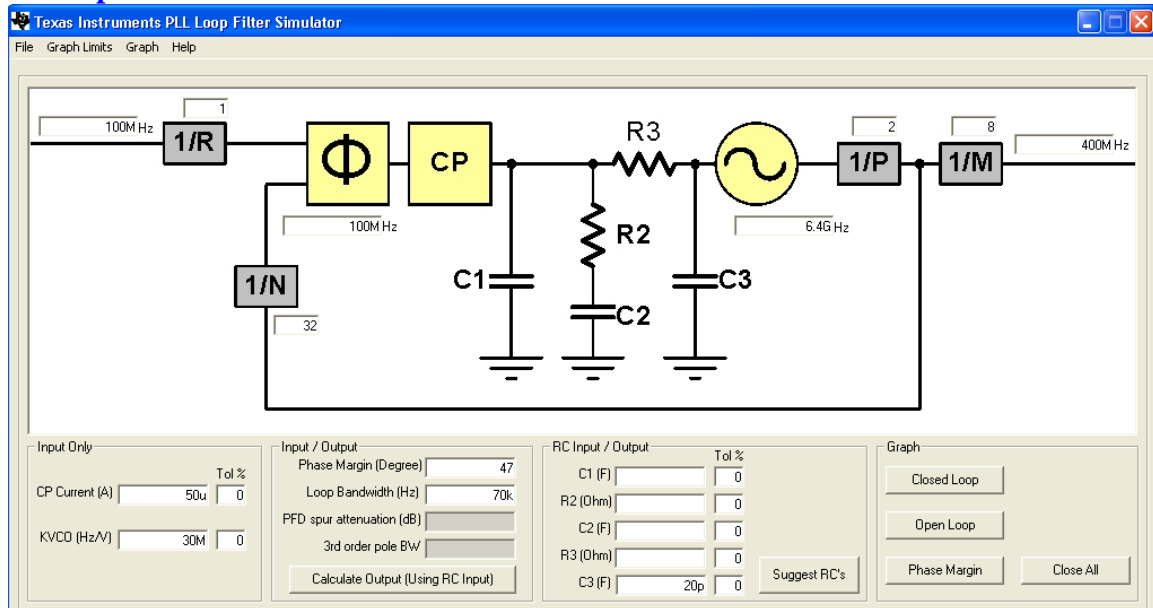 Texas Instruments PLL Loop Filter Simulator
File Graph Limits Graph Help
1
100M Hz
1/R
Φ
CP
R3
2
8
1/P
1/M
400M Hz
100M Hz
6.4G Hz
R2
1/N
C1
C3
C2
32
Input Only
Tol %
CP Current (A) 50u 0
KVCO (Hz/V) 30M 0
Input / Output
Phase Margin (Degree) 47
Loop Bandwidth (Hz) 70k
PFD spur attenuation (dB)
3rd order pole BW
Calculate Output (Using RC Input)
RC Input / Output
Tol %
C1 (F) 0
R2 (Ohm) 0
C2 (F) 0
R3 (Ohm) 0
C3 (F) 20p 0
Suggest RC's
Graph
Closed Loop
Open Loop
Phase Margin
Close All